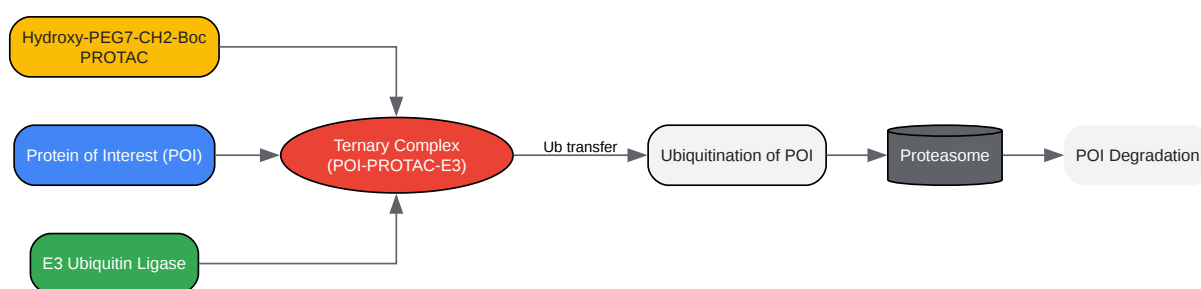 Hydroxy-PEG7-CH2-Boc
PROTAC
Protein of Interest (POI)
E3 Ubiquitin Ligase
Ternary Complex
(POI-PROTAC-E3)
Ub transfer
Ubiquitination of POI
Proteasome
POI Degradation